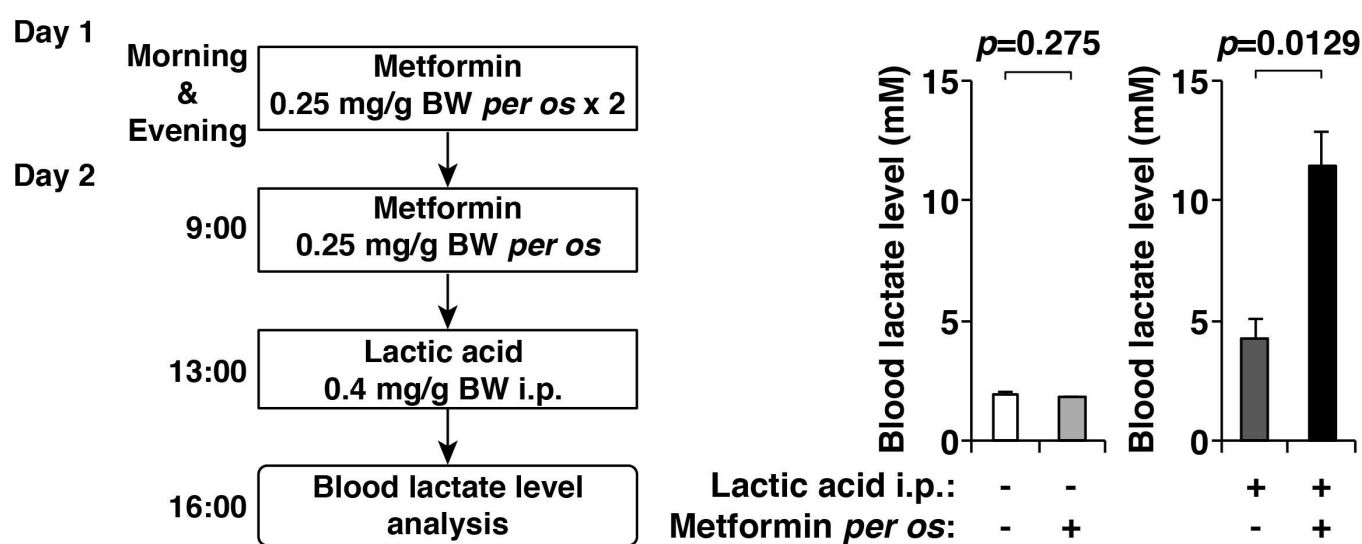 Day 1
Morning
&
Evening
Metformin
0.25 mg/g BW per os x 2
Day 2
9:00
Metformin
0.25 mg/g BW per os
13:00
Lactic acid
0.4 mg/g BW i.p.
16:00
Blood lactate level
analysis
p=0.275
Blood lactate level (mM)
15
10
5
0
p=0.0129
Blood lactate level (mM)
15
10
5
0
Lactic acid i.p.: - - + +
Metformin per os: - + - +